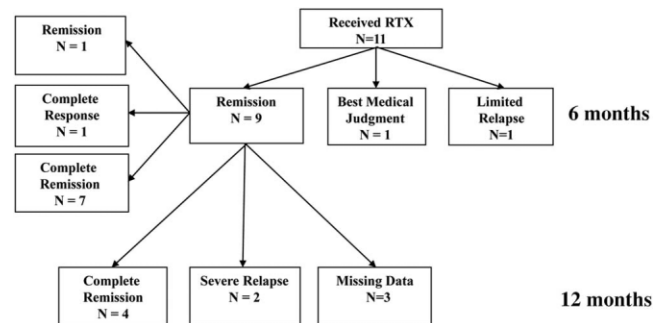 Received RTX
N=11
Remission
N = 1
Complete
Response
N = 1
Complete
Remission
N = 7
Remission
N = 9
Best Medical
Judgment
N = 1
Limited
Relapse
N=1
6 months
Complete
Remission
N = 4
Severe Relapse
N = 2
Missing Data
N=3
12 months